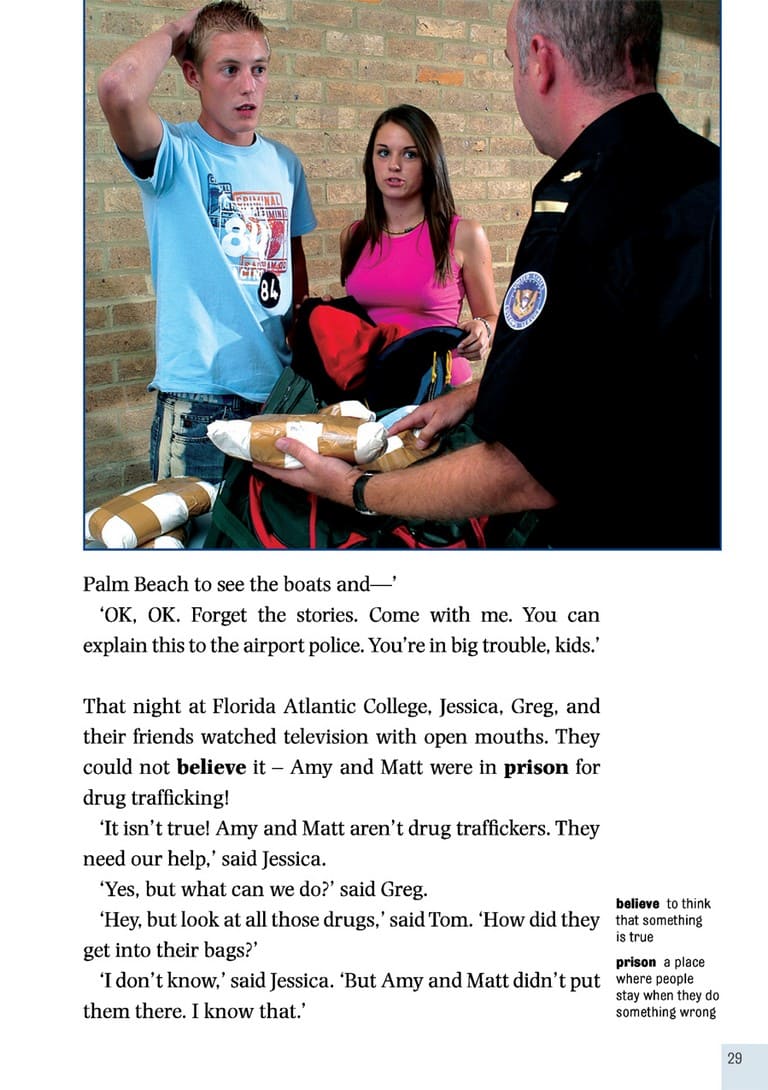 CRIMINAL
84
84
Palm Beach to see the boats and—’
‘OK, OK. Forget the stories. Come with me. You can
explain this to the airport police. You’re in big trouble, kids.’
That night at Florida Atlantic College, Jessica, Greg, and
their friends watched television with open mouths. They
could not believe it – Amy and Matt were in prison for
drug trafficking!
‘It isn’t true! Amy and Matt aren’t drug traffickers. They
need our help,’ said Jessica.
‘Yes, but what can we do?’ said Greg.
‘Hey, but look at all those drugs,’ said Tom. ‘How did they
get into their bags?’
‘I don’t know,’ said Jessica. ‘But Amy and Matt didn’t put
them there. I know that.’
believe to think
that something
is true
prison a place
where people
stay when they do
something wrong
29